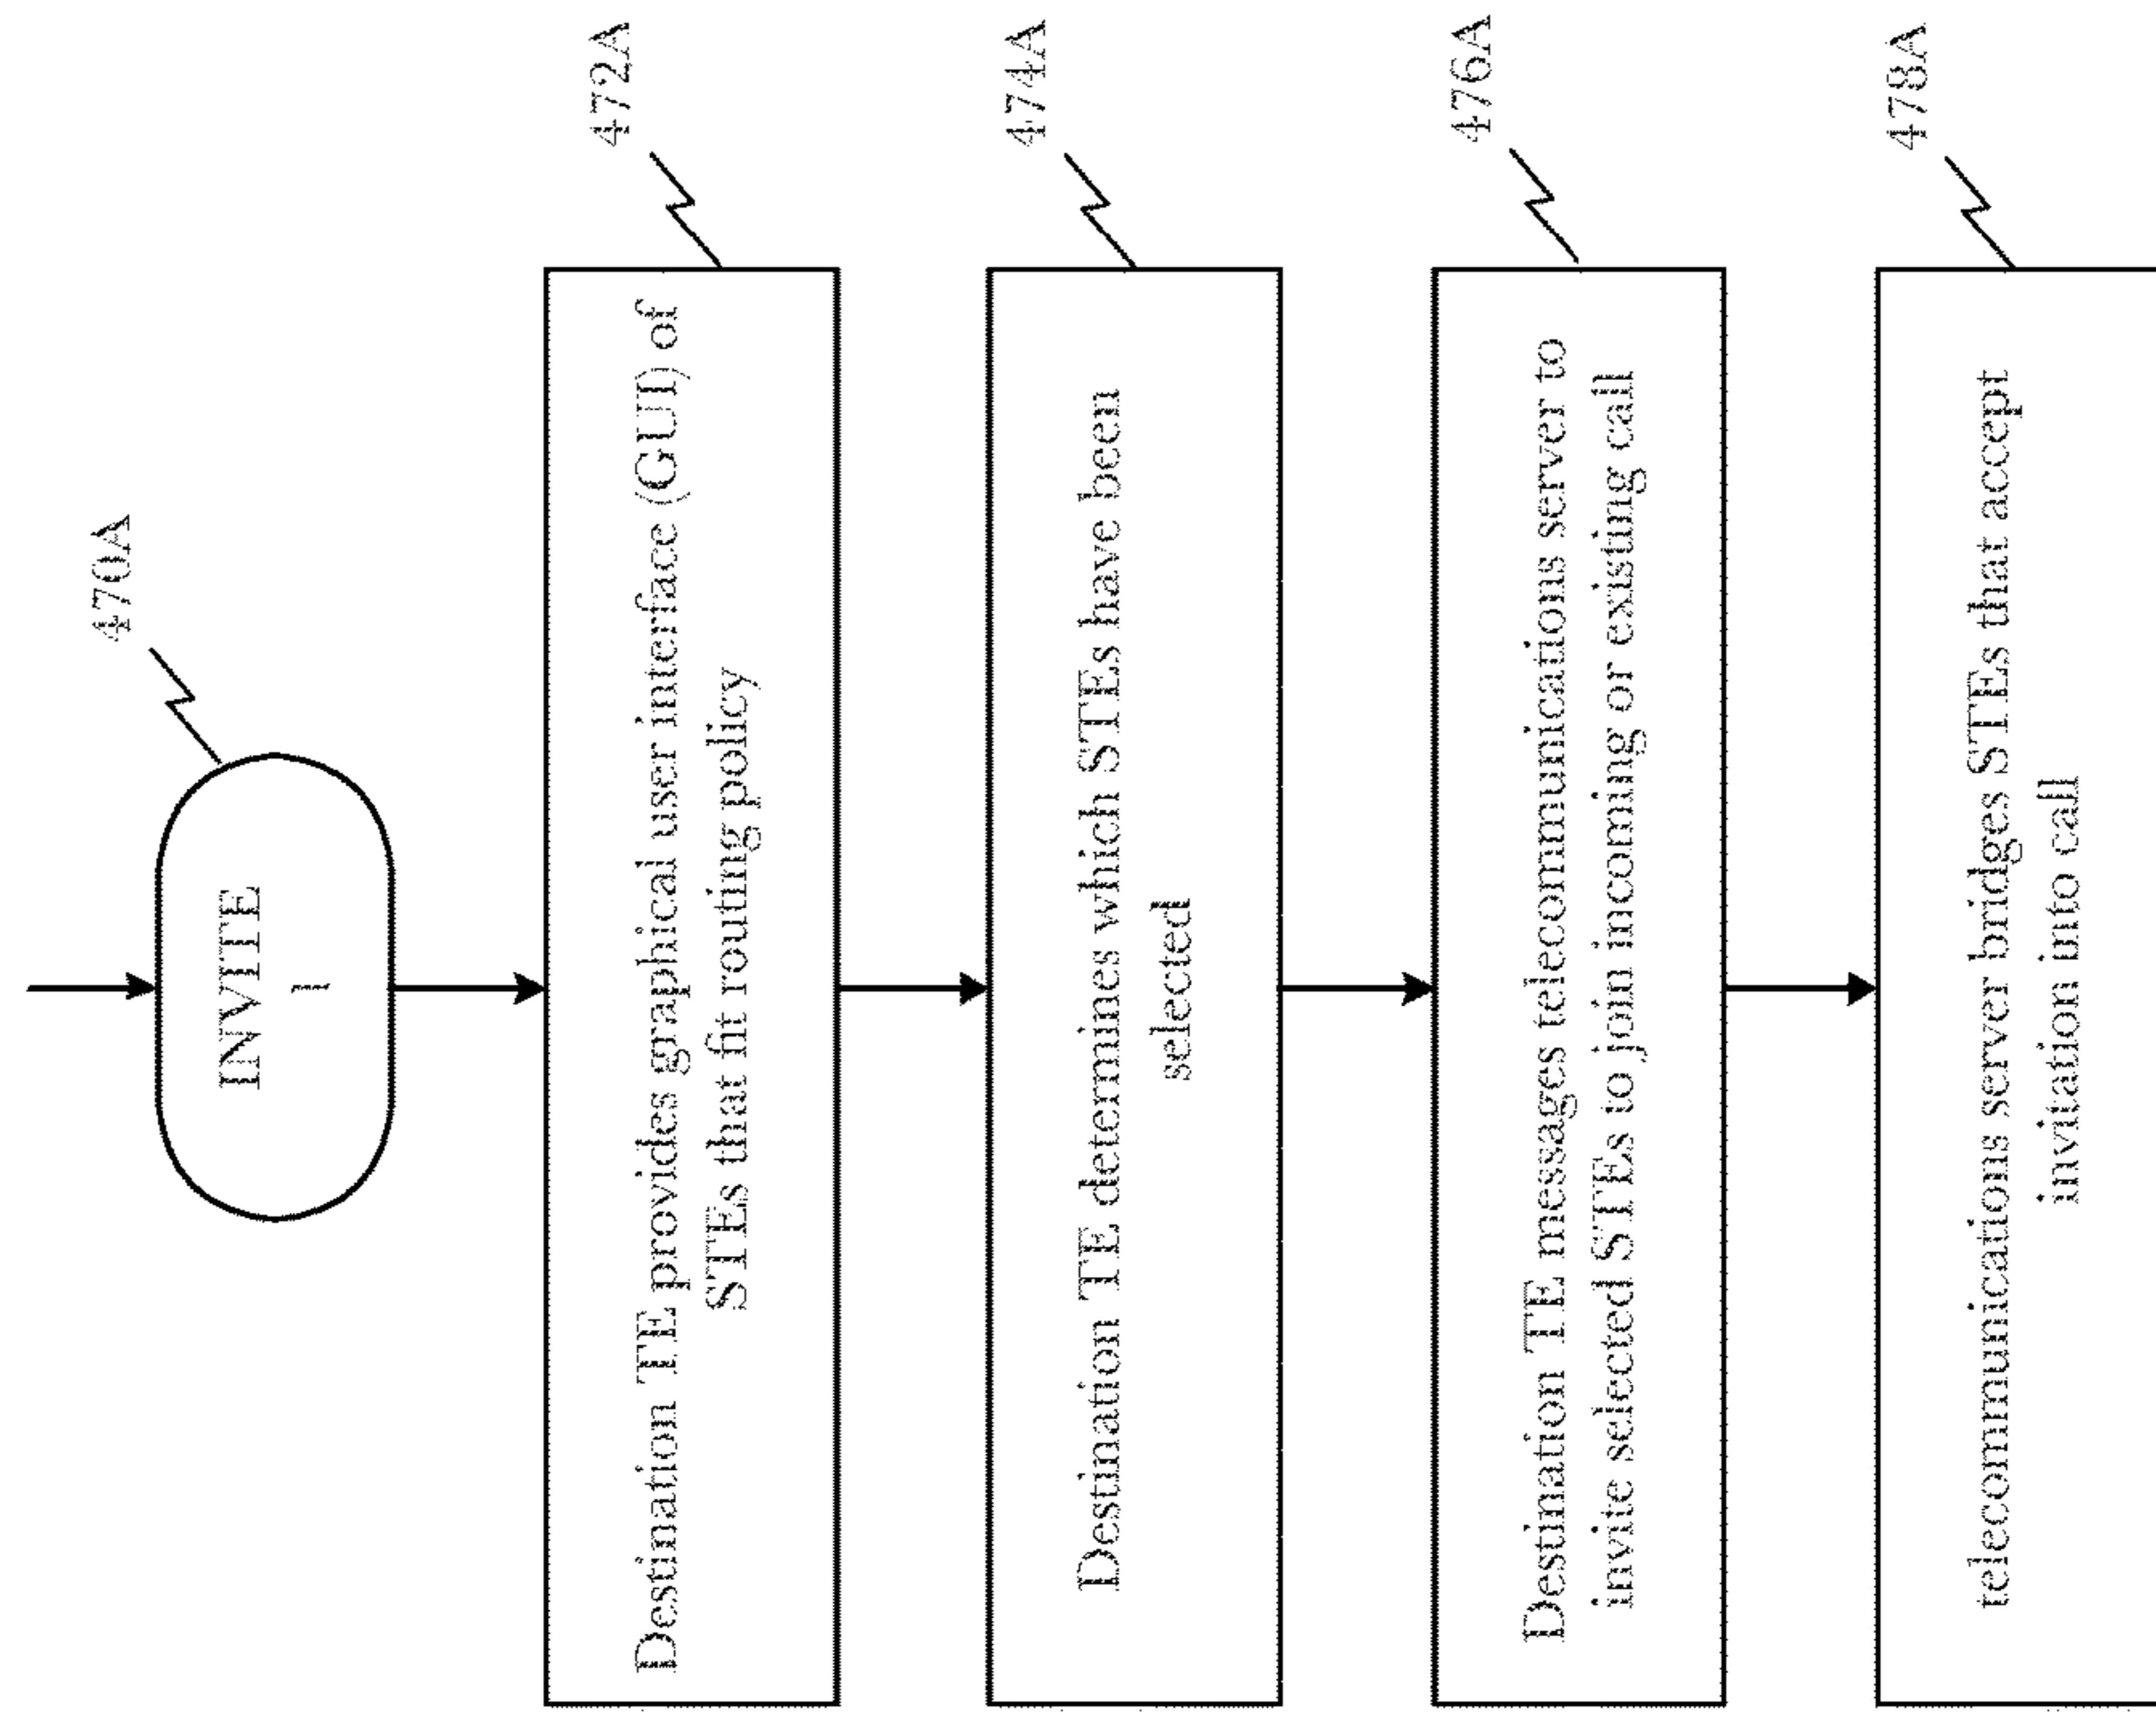 470A
INVITE
1
472A
Destination TE provides graphical user interface (GUI) of
STEs that fit routing policy
474A
Destination TE determines which STEs have been
selected
476A
Destination TE messages telecommunications server to
invite selected STEs to join incoming or existing call
478A
telecommunications server bridges STEs that accept
invitation into call